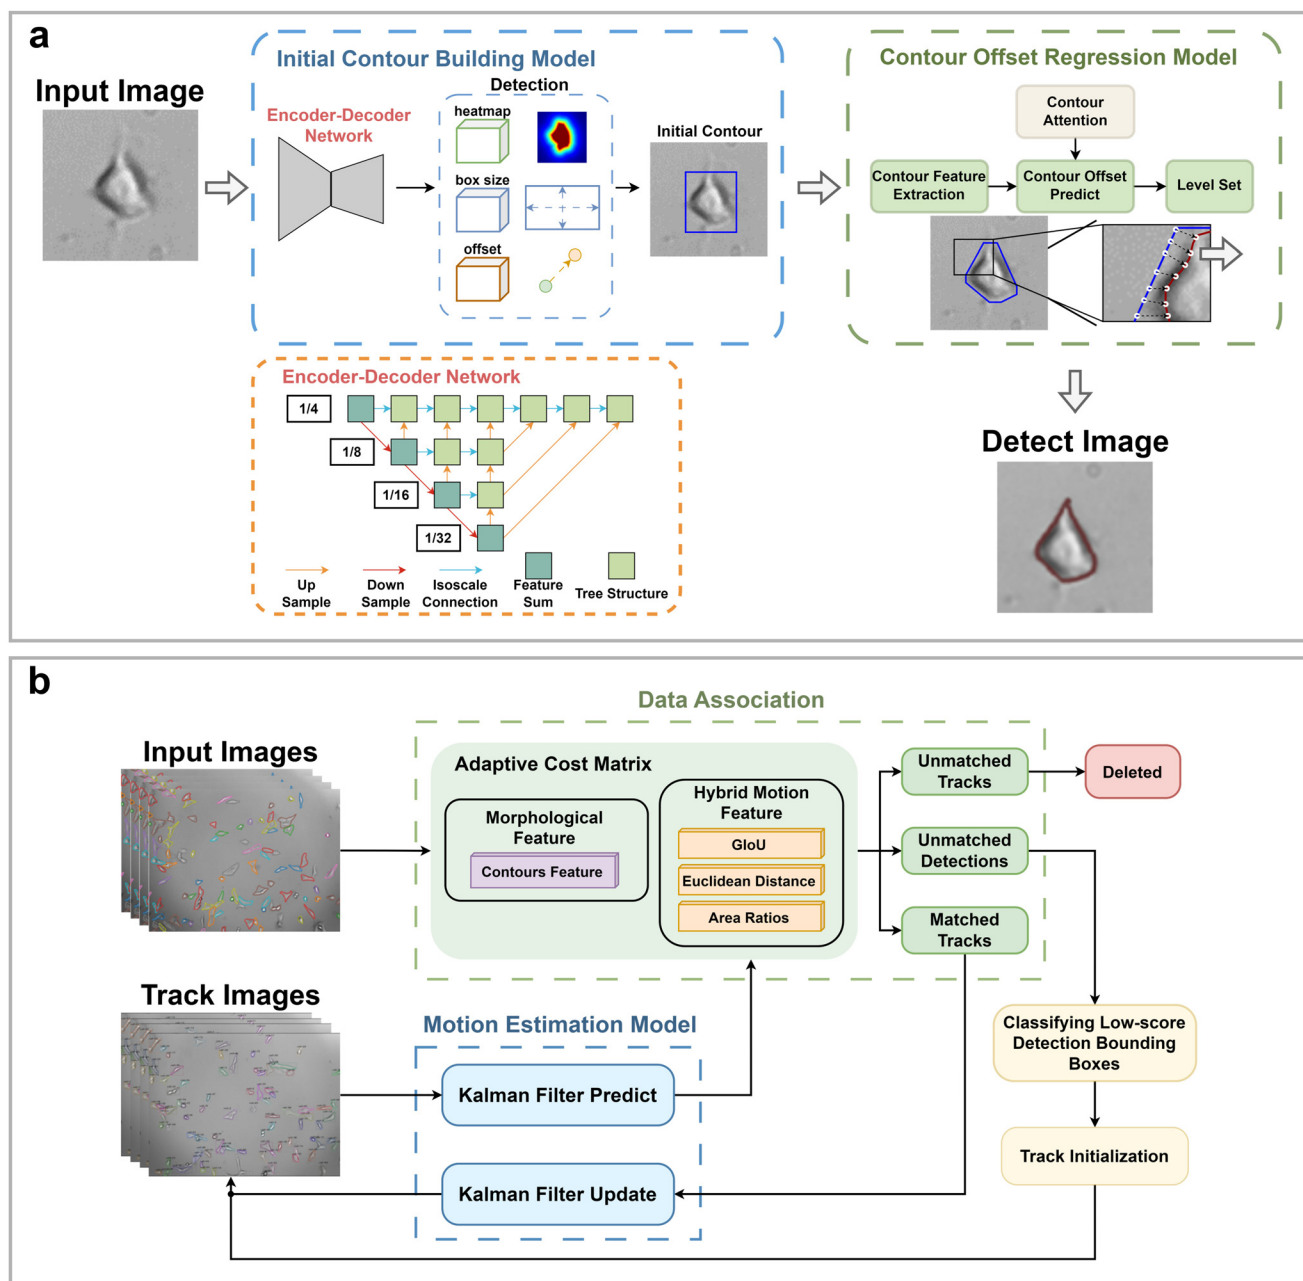 a
Input Image
Initial Contour Building Model
Encoder-Decoder
Network
Detection
heatmap
box size
offset
Initial Contour
Contour Offset Regression Model
Contour
Attention
Contour Feature
Extraction
Contour Offset
Predict
Level Set
Encoder-Decoder Network
1/4
1/8
1/16
1/32
Up
Sample
Down
Sample
Isoscale
Connection
Feature
Sum
Tree Structure
Detect Image
b
Data Association
Input Images
Adaptive Cost Matrix
Morphological
Feature
Contours Feature
Hybrid Motion
Feature
GIoU
Euclidean Distance
Area Ratios
Unmatched
Tracks
Deleted
Unmatched
Detections
Matched
Tracks
Track Images
Motion Estimation Model
Kalman Filter Predict
Kalman Filter Update
Classifying Low-score
Detection Bounding
Boxes
Track Initialization